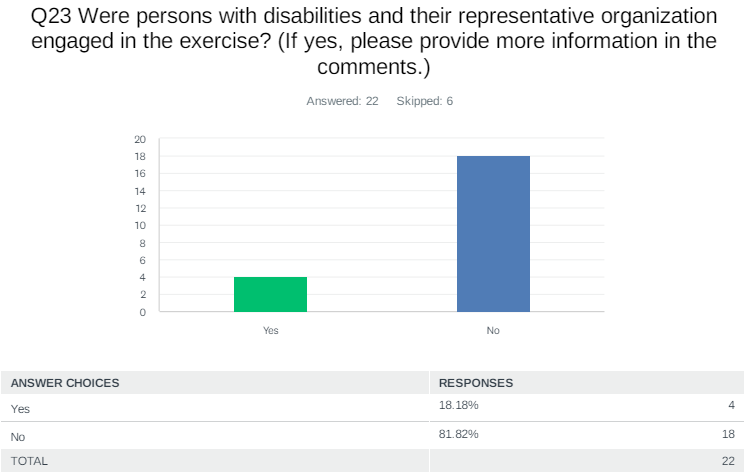 Q23 Were persons with disabilities and their representative organization
engaged in the exercise? (If yes, please provide more information in the
comments.)
Answered: 22 Skipped: 6
20
18
16
14
12
10
8
6
4
2
0
Yes No
ANSWER CHOICES RESPONSES
Yes 18.18% 4
No 81.82% 18
TOTAL 22